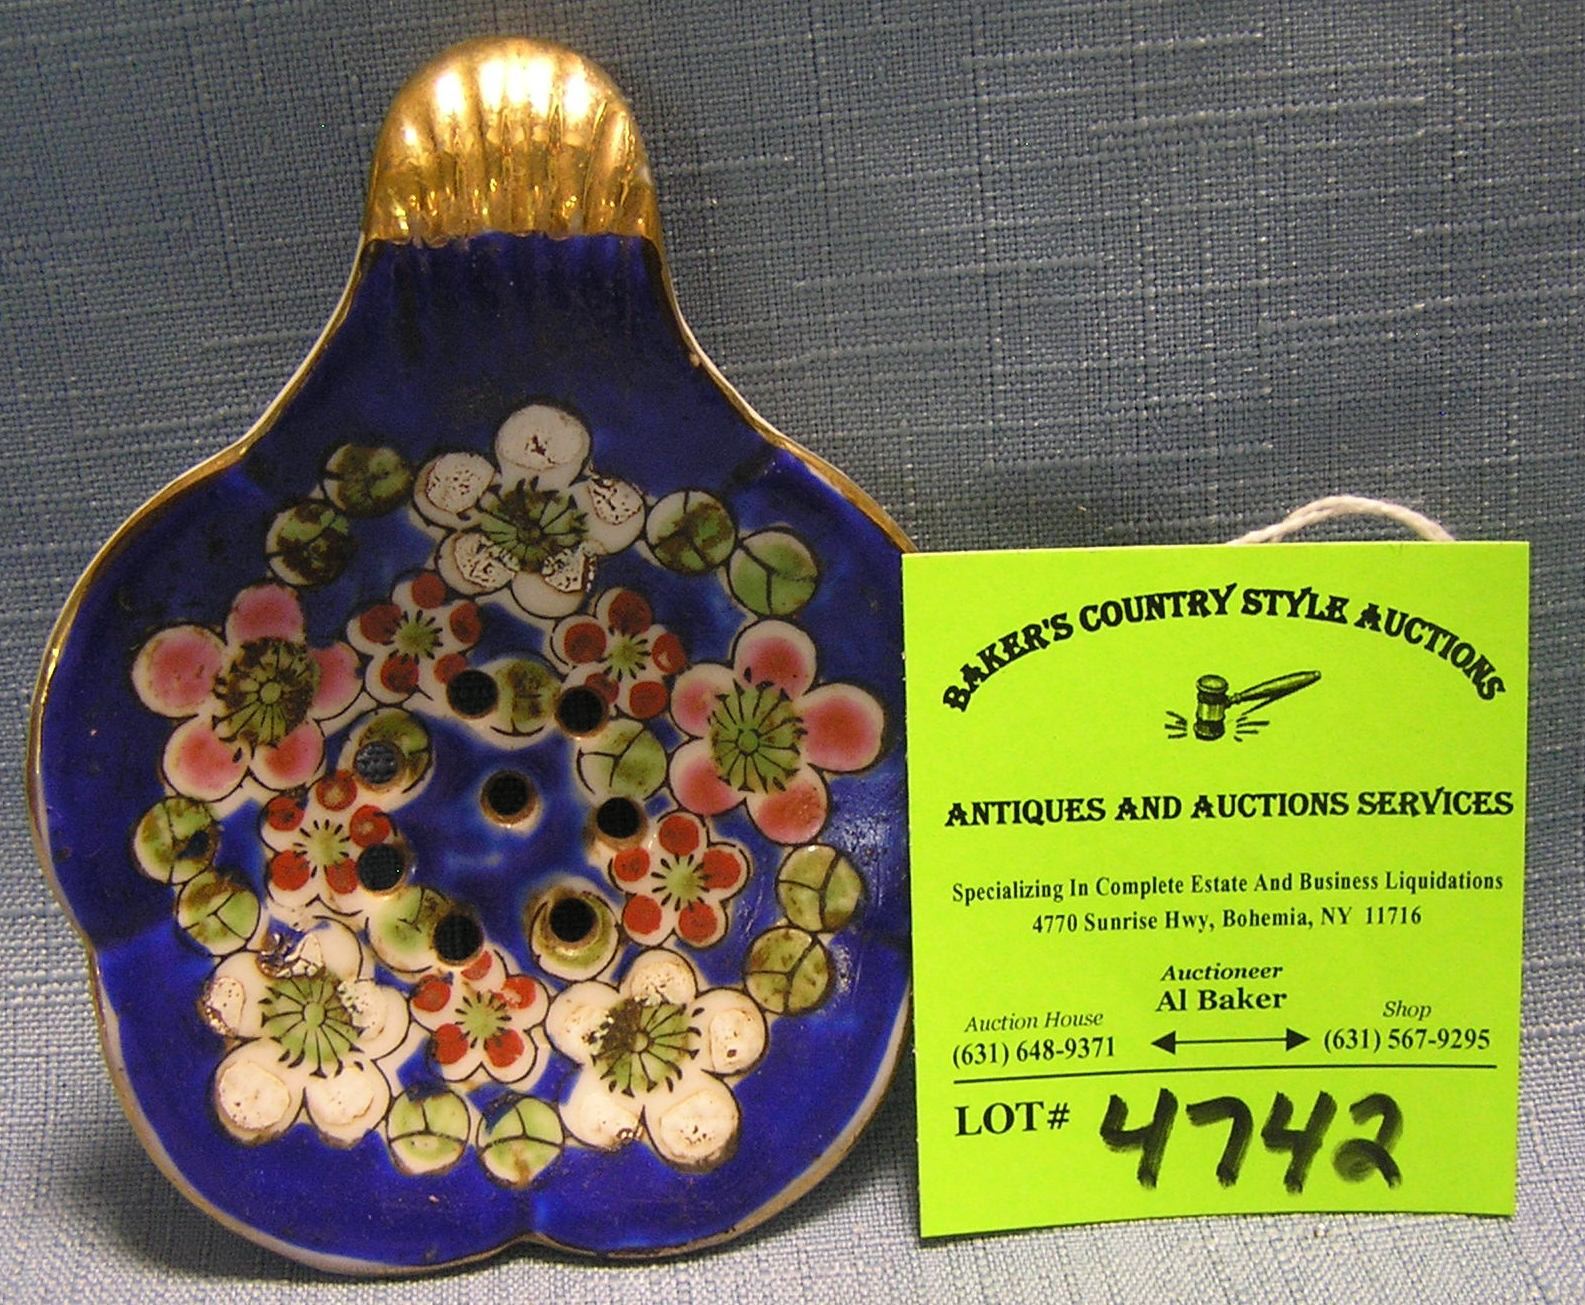 BAKER'S COUNTRY STYLE AUCTIONS
ANTIQUES AND AUCTIONS SERVICES
Specializing In Complete Estate And Business Liquidations
4770 Sunrise Hwy, Bohemia, NY 11716
Auctioneer
Al Baker
Auction House
(631) 648-9371
Shop
(631) 567-9295
LOT# 4742